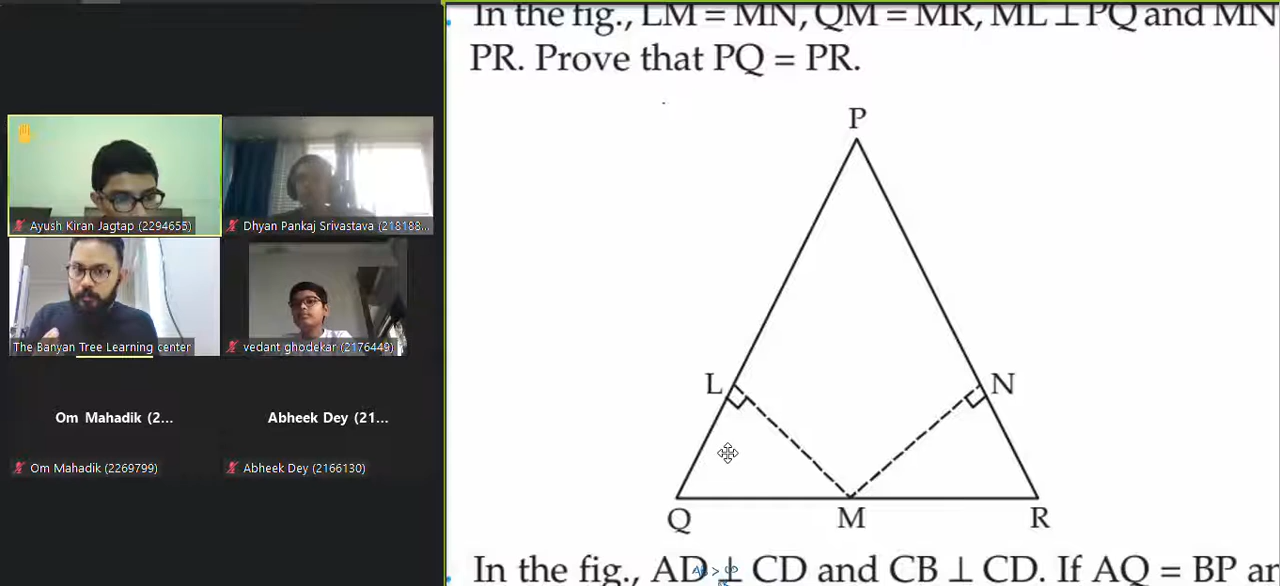 Ayush Kiran Jagtap (2294655)
Dhyan Pankaj Srivastava (218188...
The Banyan Tree Learning center
vedant ghodekar (2176449)
Om Mahadik (2...
Abheek Dey (21...
Om Mahadik (2269799)
Abheek Dey (2166130)
In the fig., LM = MN, QM = MR, ML ⊥ PQ and MN
PR. Prove that PQ = PR.
P
L
N
Q
M
R
In the fig., AD ⊥ CD and CB ⊥ CD. If AQ = BP an